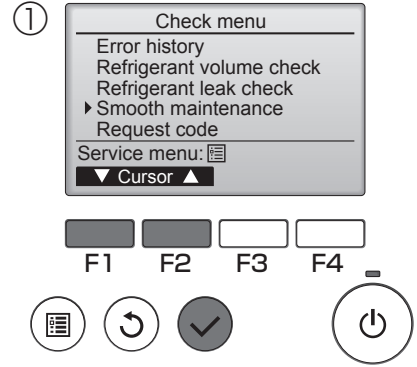 ①
Check menu
Error history
Refrigerant volume check
Refrigerant leak check
Smooth maintenance
Request code
Service menu:
▼ Cursor ▲
F1 F2 F3 F4